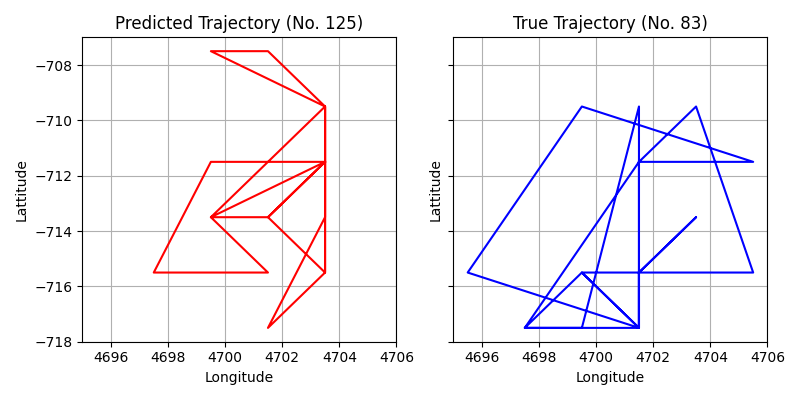 Predicted Trajectory (No. 125)
True Trajectory (No. 83)
Lattitude
−708
−710
−712
−714
−716
−718
4696 4698 4700 4702 4704 4706
Longitude
Lattitude
4696 4698 4700 4702 4704 4706
Longitude